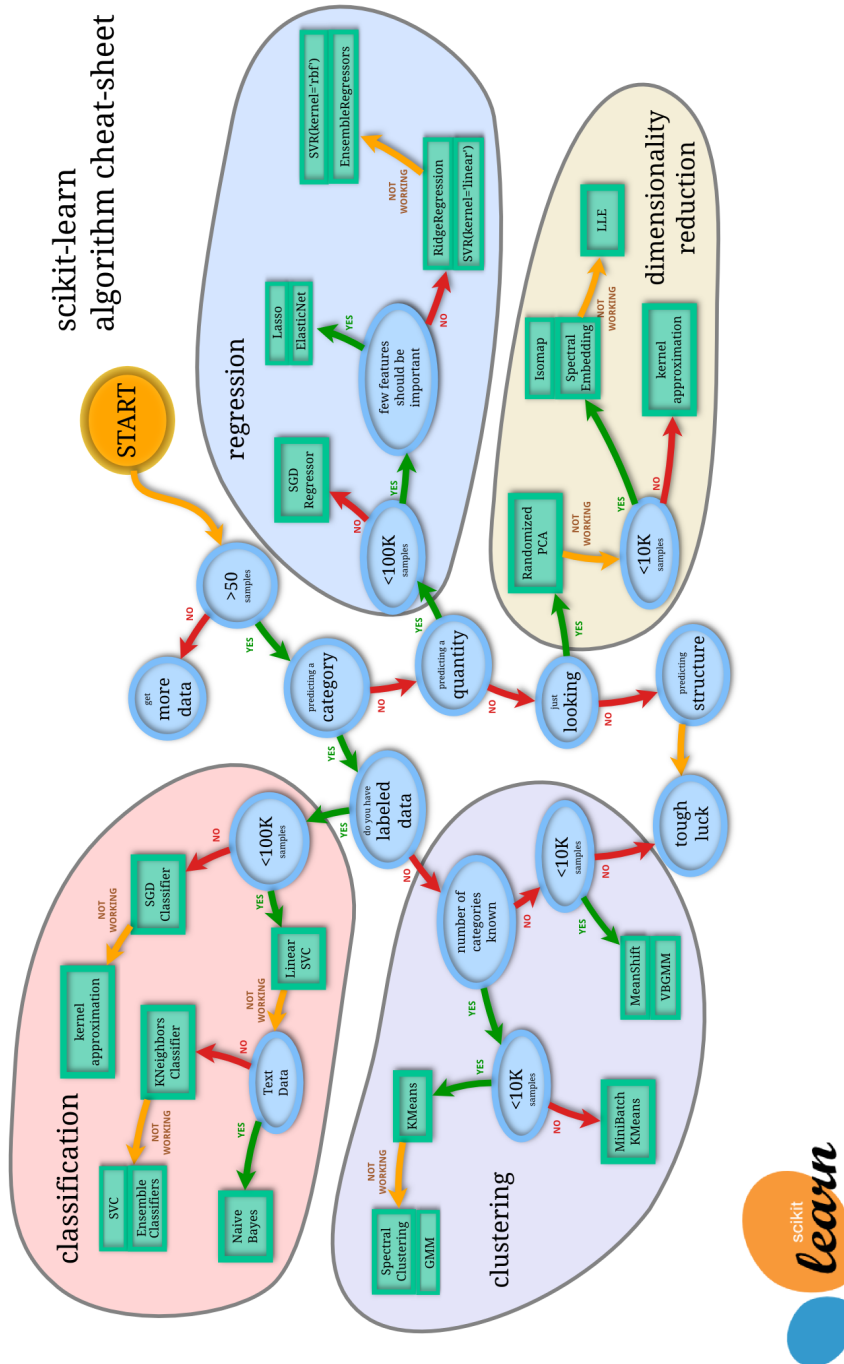 scikit-learn
algorithm cheat-sheet
classification
kernel
approximation
NOT
WORKING
SGD
Classifier
NO
<100K
samples
YES
SVC
Ensemble
Classifiers
NOT
WORKING
KNeighbors
Classifier
NO
Naive
Bayes
YES
Text
Data
NOT
WORKING
Linear
SVC
YES
do you have
labeled
data
YES
predicting a
category
YES
>50
samples
NO
get
more
data
START
NO
number of
categories
known
NO
predicting a
quantity
YES
regression
<100K
samples
NO
SGD
Regressor
YES
few features
should be
important
YES
Lasso
ElasticNet
NO
RidgeRegression
SVR(kernel='linear')
NOT
WORKING
SVR(kernel='rbf')
EnsembleRegressors
clustering
Spectral
Clustering
GMM
NOT
WORKING
KMeans
YES
<10K
samples
YES
NO
MiniBatch
KMeans
NO
<10K
samples
YES
MeanShift
VBGMM
NO
tough
luck
predicting
structure
NO
just
looking
NO
YES
dimensionality
reduction
Randomized
PCA
NOT
WORKING
<10K
samples
YES
Isomap
Spectral
Embedding
NOT
WORKING
LLE
NO
kernel
approximation
scikit
learn